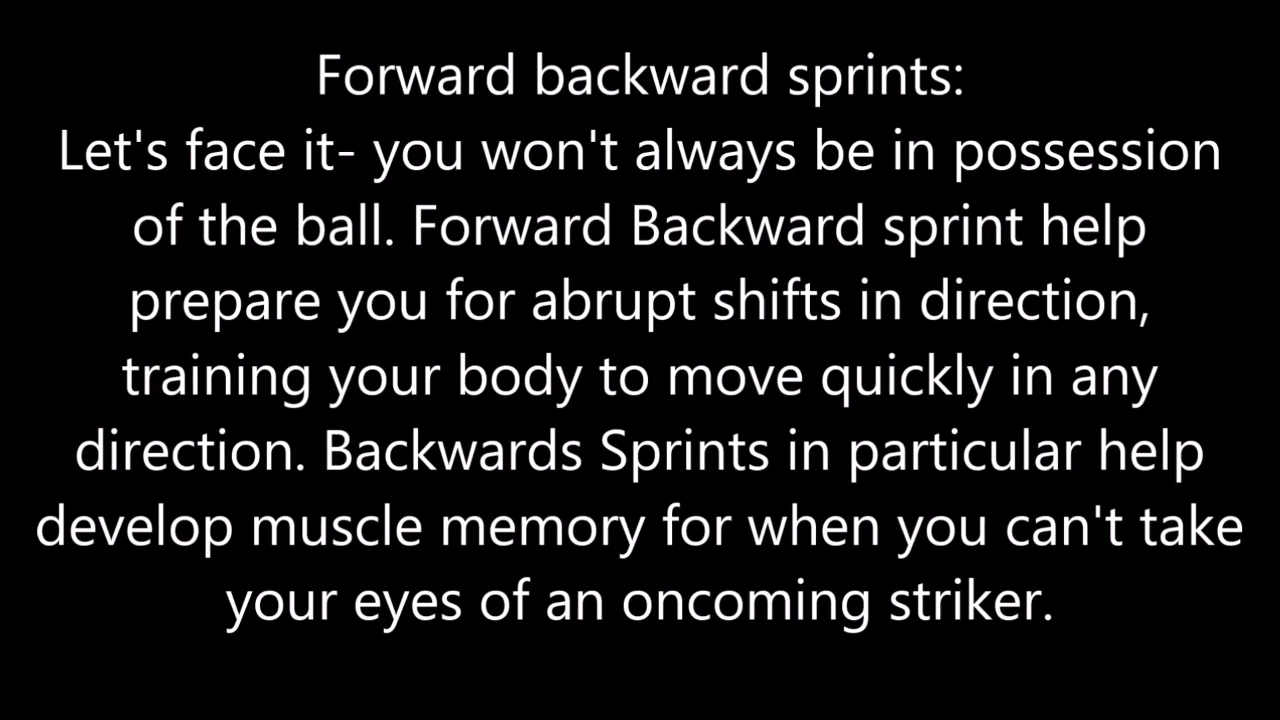 Forward backward sprints:
Let's face it- you won't always be in possession
of the ball. Forward Backward sprint help
prepare you for abrupt shifts in direction,
training your body to move quickly in any
direction. Backwards Sprints in particular help
develop muscle memory for when you can't take
your eyes of an oncoming striker.